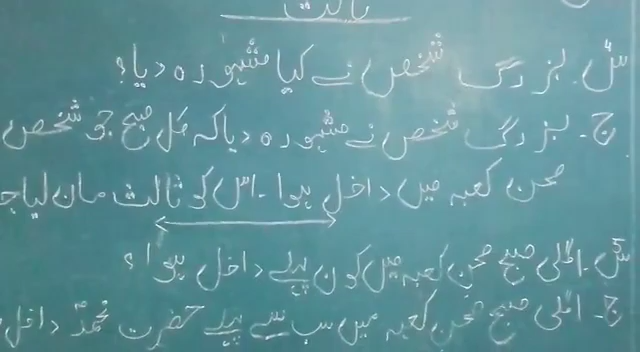 ثالث
س۔ بزرگ شخص نے کیا مشورہ دیا؟
ج۔ بزرگ شخص نے مشورہ دیا کہ کل صبح جو شخص
صحن کعبہ میں داخل ہوا۔ اس کو ثالث مان لیا جا
س۔ اگلی صبح صحن کعبہ میں کون پہلے داخل ہوا؟
ج۔ اگلی صبح صحن کعبہ میں سب سے پہلے حضرت محمدؐ داخل